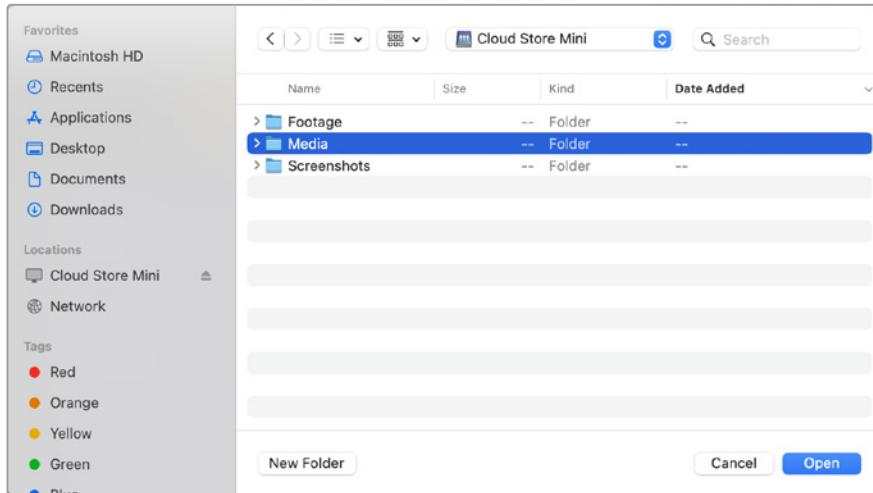 Favorites
Macintosh HD
Recents
Applications
Desktop
Documents
Downloads
Locations
Cloud Store Mini
Network
Tags
Red
Orange
Yellow
Green
Cloud Store Mini
Search
Name Size Kind Date Added
Footage -- Folder --
Media -- Folder --
Screenshots -- Folder --
New Folder Cancel Open